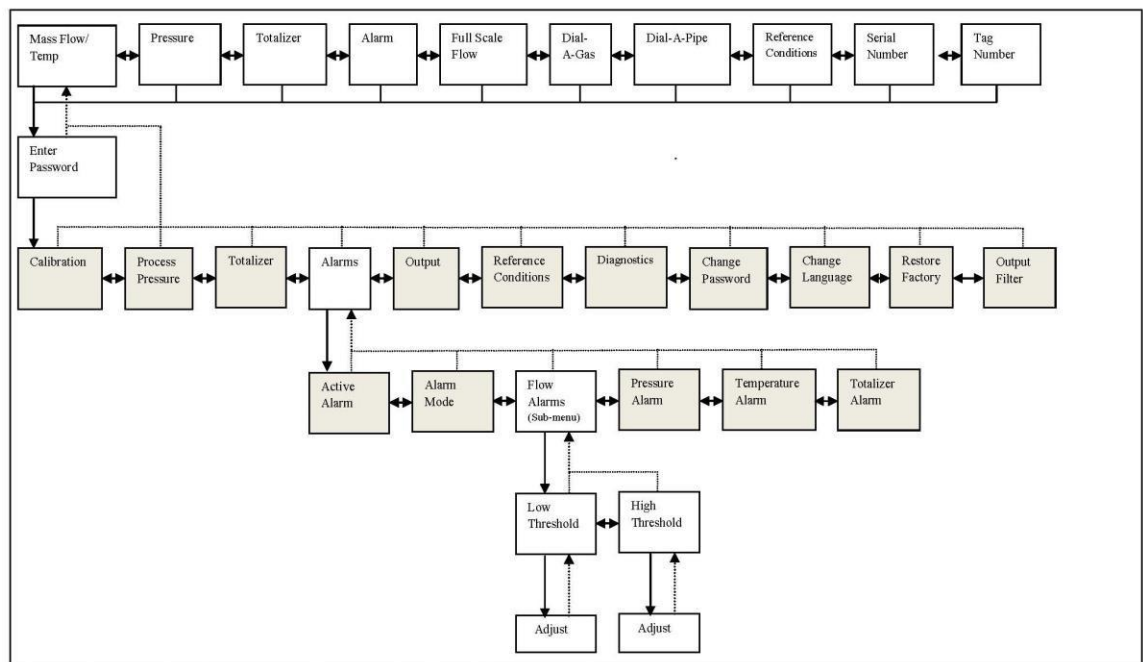 Mass Flow/
Temp
Pressure
Totalizer
Alarm
Full Scale
Flow
Dial-
A-Gas
Dial-A-Pipe
Reference
Conditions
Serial
Number
Tag
Number
Enter
Password
Calibration
Process
Pressure
Totalizer
Alarms
Output
Reference
Conditions
Diagnostics
Change
Password
Change
Language
Restore
Factory
Output
Filter
Active
Alarm
Alarm
Mode
Flow
Alarms
(Sub-menu)
Pressure
Alarm
Temperature
Alarm
Totalizer
Alarm
Low
Threshold
High
Threshold
Adjust
Adjust